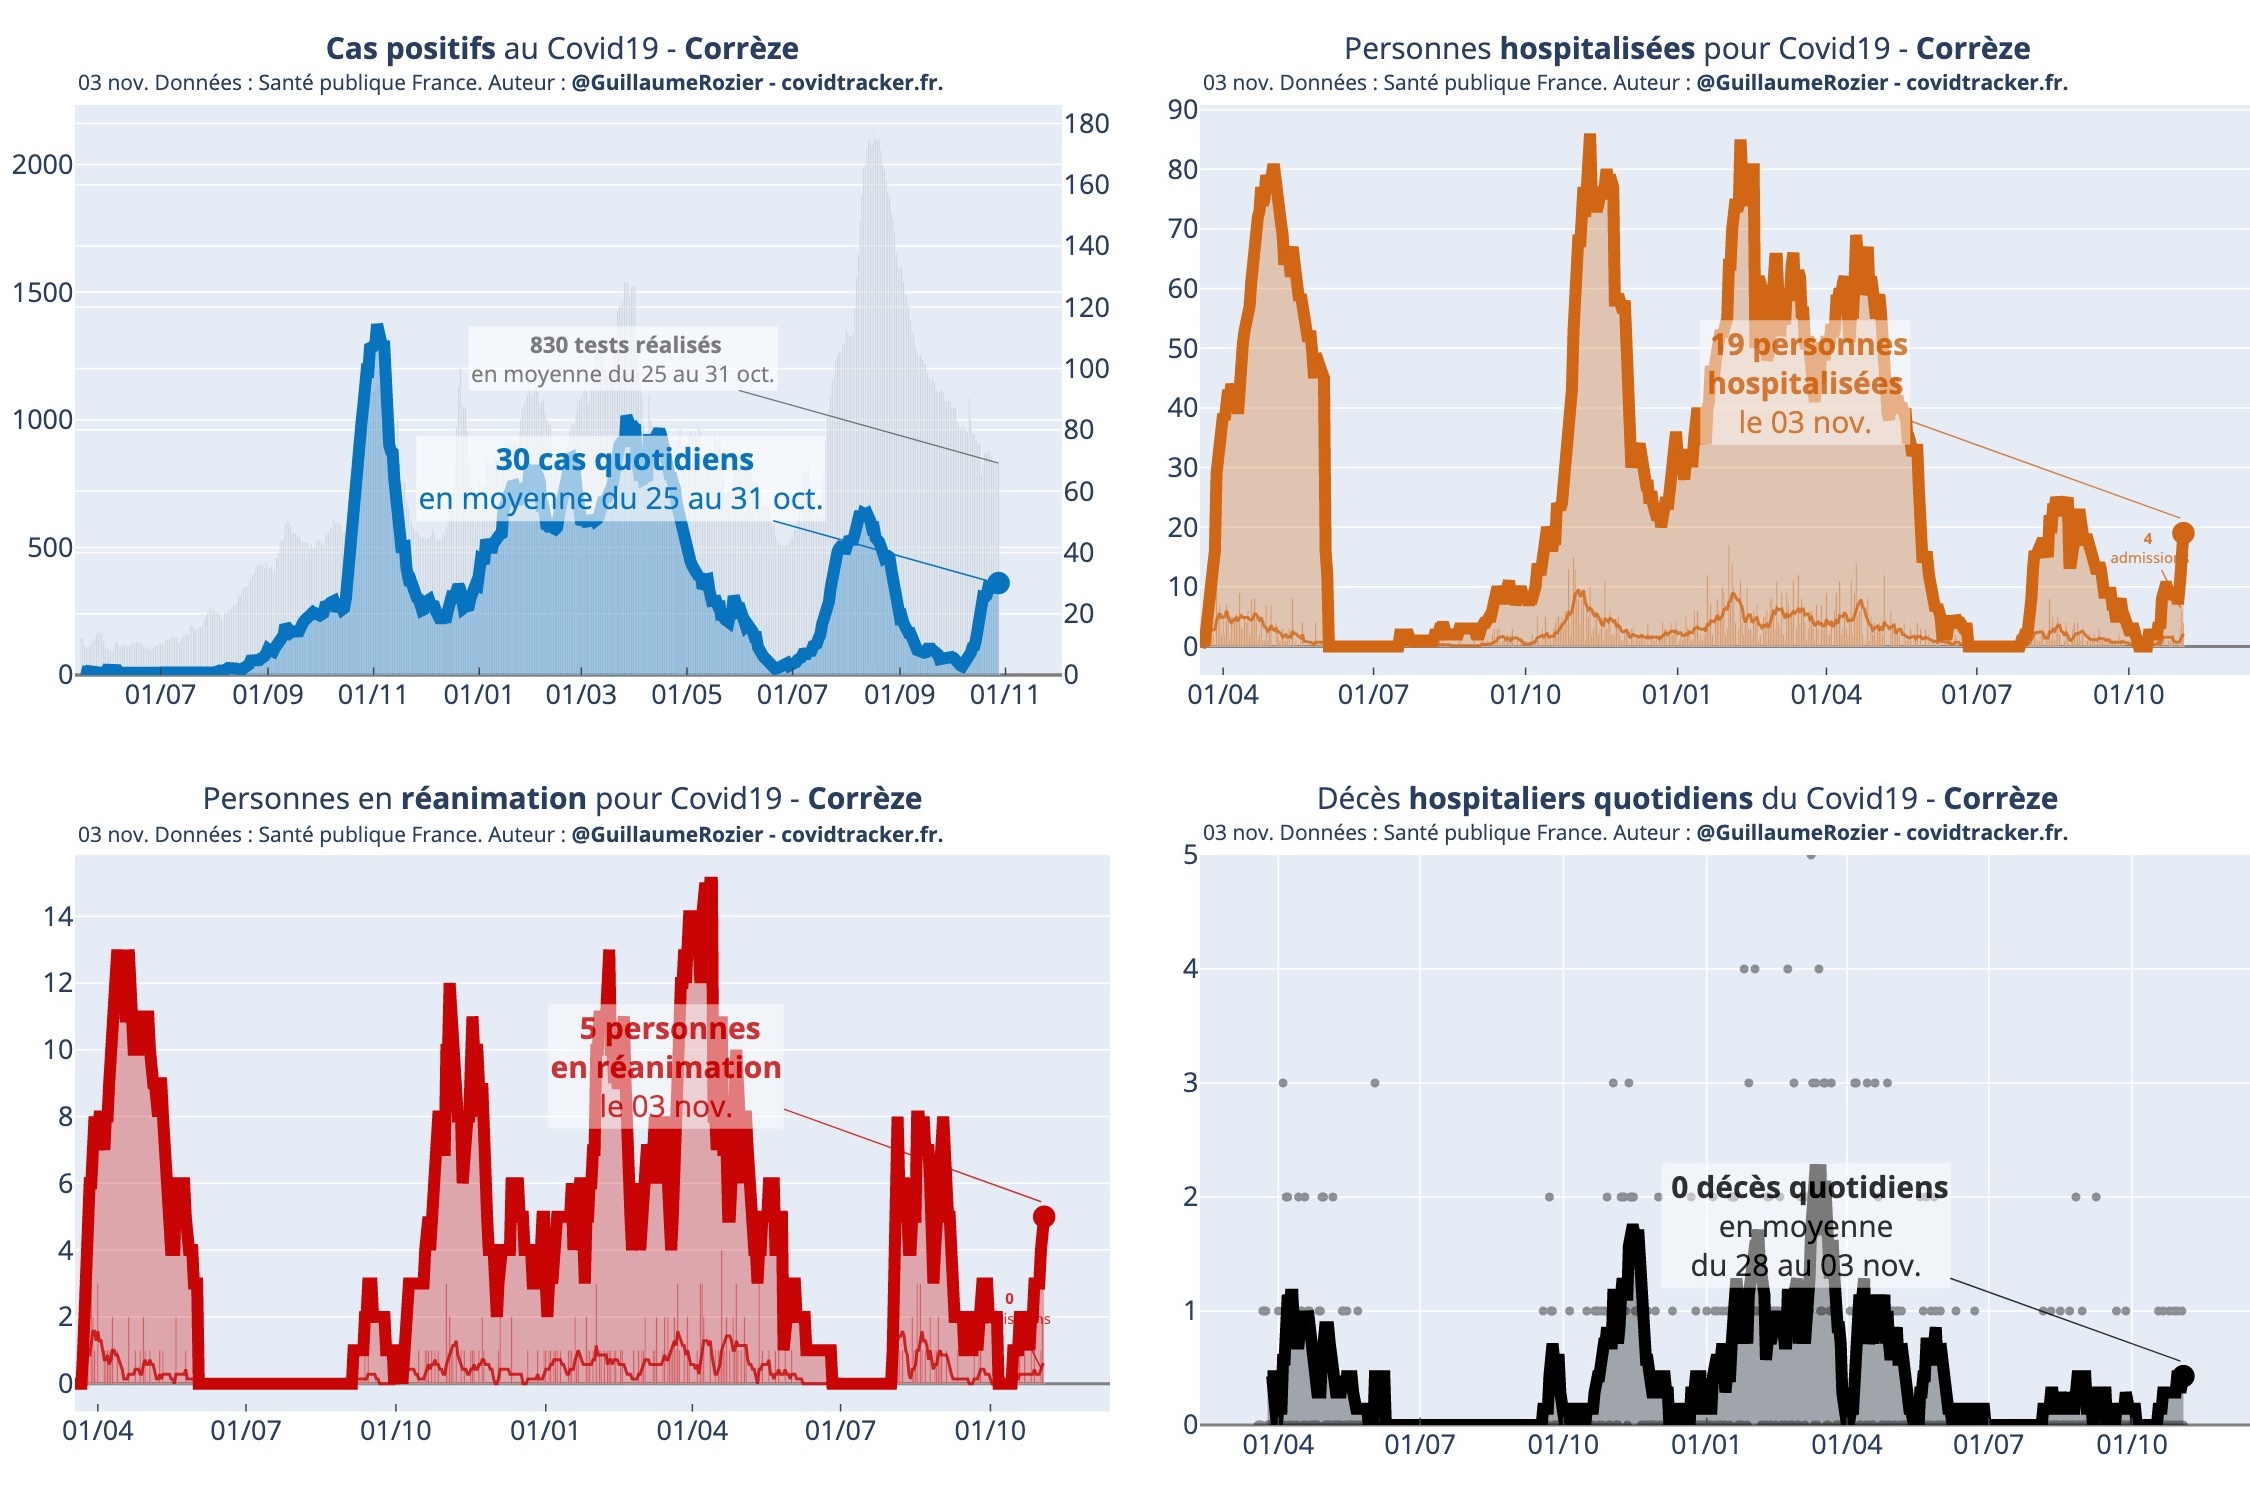 Cas positifs au Covid19 - Corrèze
03 nov. Données : Santé publique France. Auteur : @GuillaumeRozier - covidtracker.fr.
2000
1500
1000
500
0
180
160
140
120
100
80
60
40
20
0
830 tests réalisés
en moyenne du 25 au 31 oct.
30 cas quotidiens
en moyenne du 25 au 31 oct.
01/07 01/09 01/11 01/01 01/03 01/05 01/07 01/09 01/11
Personnes hospitalisées pour Covid19 - Corrèze
03 nov. Données : Santé publique France. Auteur : @GuillaumeRozier - covidtracker.fr.
90
80
70
60
50
40
30
20
10
0
19 personnes
hospitalisées
le 03 nov.
4
admissions
01/04 01/07 01/10 01/01 01/04 01/07 01/10
Personnes en réanimation pour Covid19 - Corrèze
03 nov. Données : Santé publique France. Auteur : @GuillaumeRozier - covidtracker.fr.
14
12
10
8
6
4
2
0
5 personnes
en réanimation
le 03 nov.
0
01/04 01/07 01/10 01/01 01/04 01/07 01/10
Décès hospitaliers quotidiens du Covid19 - Corrèze
03 nov. Données : Santé publique France. Auteur : @GuillaumeRozier - covidtracker.fr.
5
4
3
2
1
0
0 décès quotidiens
en moyenne
du 28 au 03 nov.
01/04 01/07 01/10 01/01 01/04 01/07 01/10